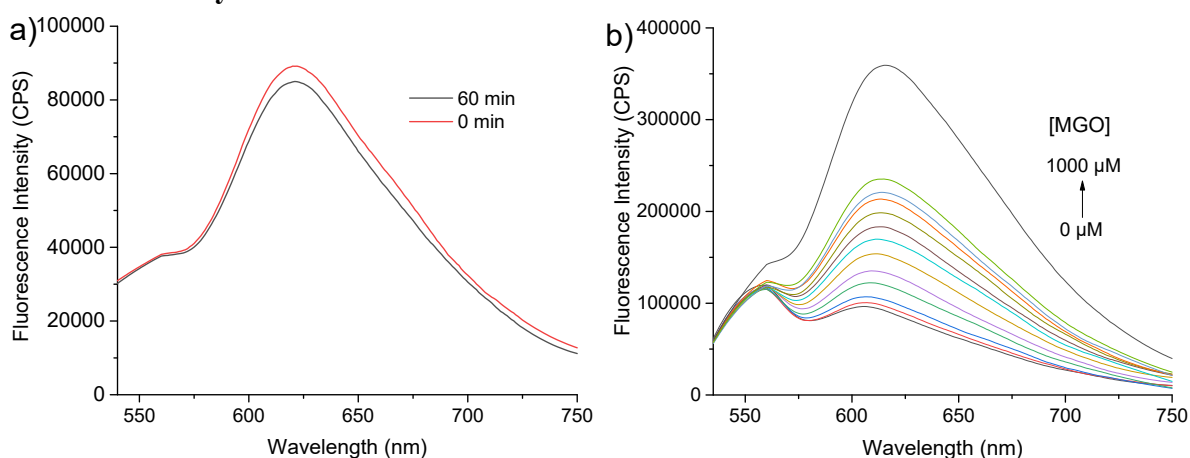 a)
100000
80000
60000
40000
20000
0
Fluorescence Intensity (CPS)
60 min
0 min
550 600 650 700 750
Wavelength (nm)
b)
400000
300000
200000
100000
0
Fluorescence Intensity (CPS)
[MGO]
1000 µM
0 µM
550 600 650 700 750
Wavelength (nm)